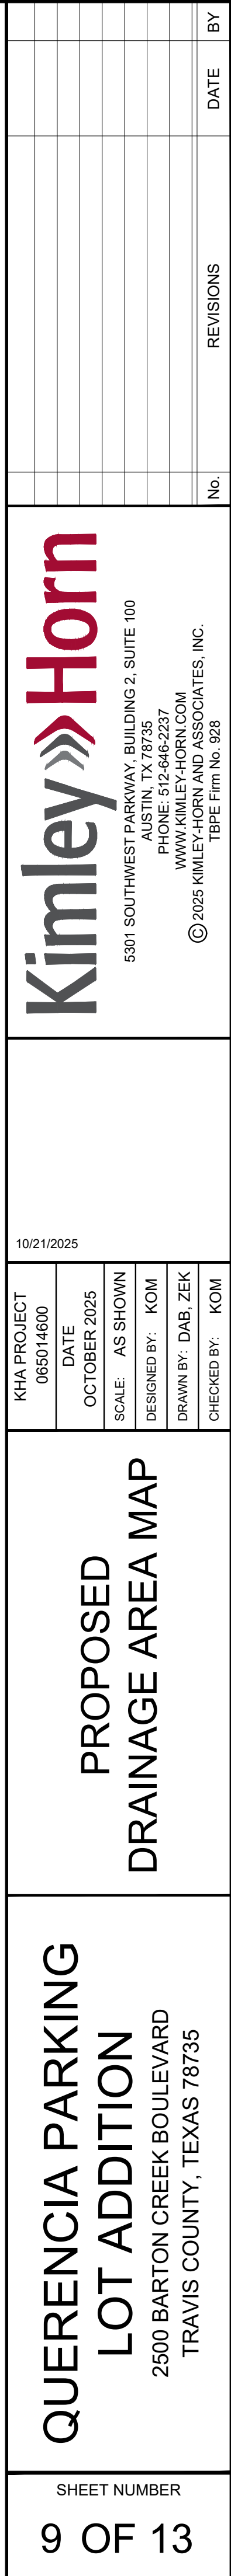 No. REVISIONS DATE BY
Kimley»Horn
5301 SOUTHWEST PARKWAY, BUILDING 2, SUITE 100
AUSTIN, TX 78735
PHONE: 512-646-2237
WWW.KIMLEY-HORN.COM
© 2025 KIMLEY-HORN AND ASSOCIATES, INC.
TBPE Firm No. 928
10/21/2025
KHA PROJECT
065014600
DATE
OCTOBER 2025
SCALE: AS SHOWN
DESIGNED BY: KOM
DRAWN BY: DAB, ZEK
CHECKED BY: KOM
PROPOSED
DRAINAGE AREA MAP
QUERENCIA PARKING
LOT ADDITION
2500 BARTON CREEK BOULEVARD
TRAVIS COUNTY, TEXAS 78735
SHEET NUMBER
9 OF 13